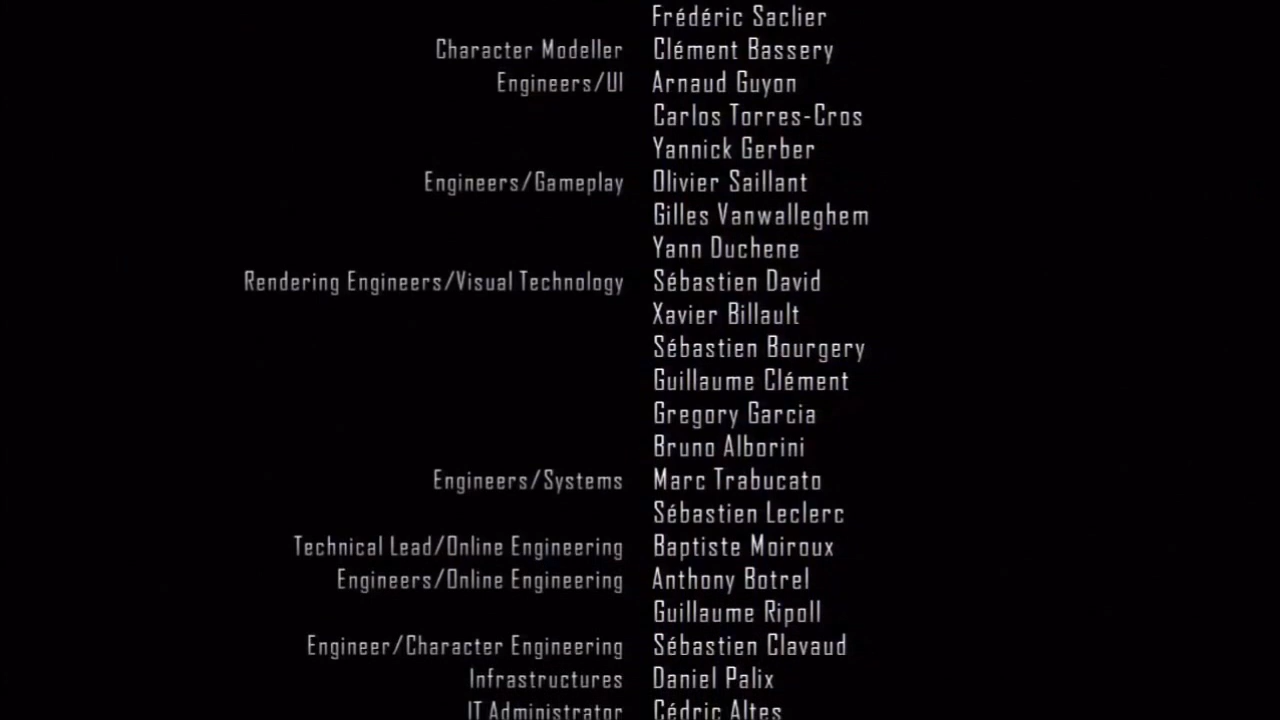 Frédéric Saclier
Character Modeller Clément Bassery
Engineers/UI Arnaud Guyon
Carlos Torres-Cros
Yannick Gerber
Engineers/Gameplay Olivier Saillant
Gilles Vanwalleghem
Yann Duchene
Rendering Engineers/Visual Technology Sébastien David
Xavier Billault
Sébastien Bourgery
Guillaume Clément
Gregory Garcia
Bruno Alborini
Engineers/Systems Marc Trabucato
Sébastien Leclerc
Technical Lead/Online Engineering Baptiste Moiroux
Engineers/Online Engineering Anthony Botrel
Guillaume Ripoll
Engineer/Character Engineering Sébastien Clavaud
Infrastructures Daniel Palix
IT Administrator Cédric Altes